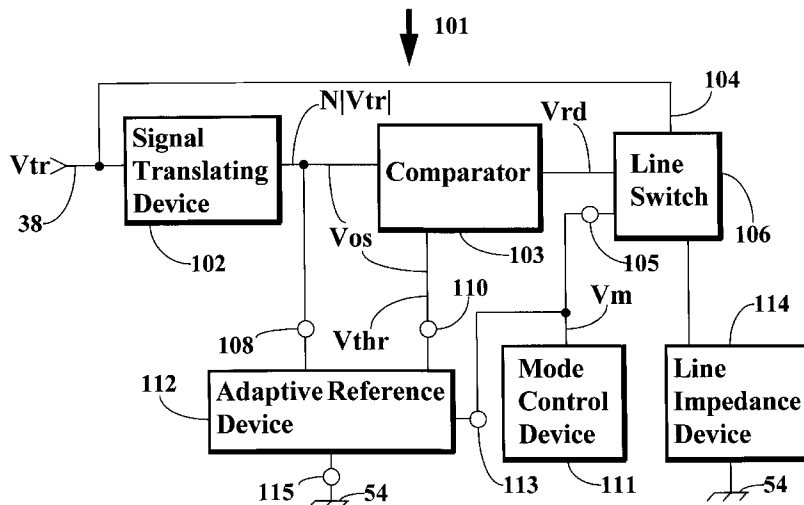 101
104
N|Vtr|
Vrd
Signal
Translating
Device
Comparator
Line
Switch
Vtr
38
102
Vos
103
105
106
108
Vthr
110
Vm
114
112
Adaptive Reference
Device
Mode
Control
Device
Line
Impedance
Device
115
54
113
111
54